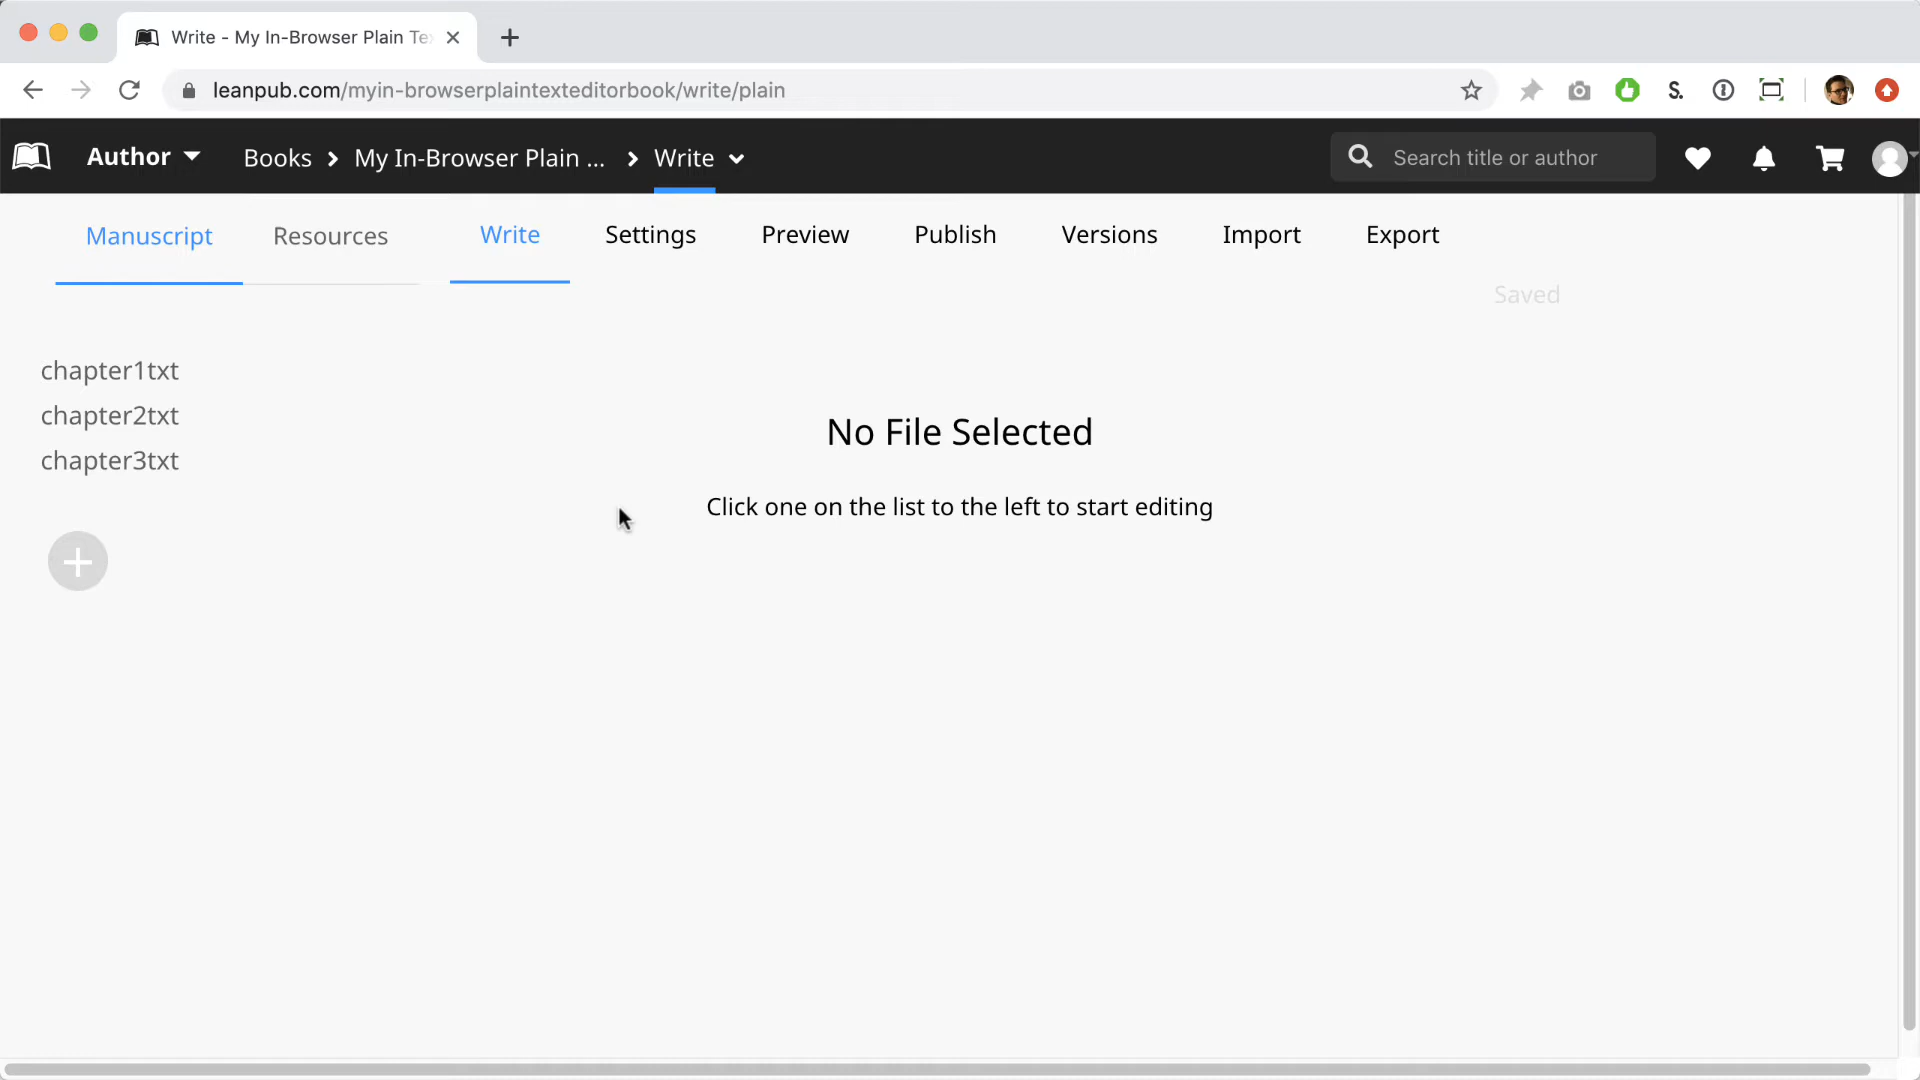 Write - My In-Browser Plain Te
leanpub.com/myin-browserplaintexteditorbook/write/plain
S.
Author Books My In-Browser Plain ... Write Search title or author
Manuscript Resources Write Settings Preview Publish Versions Import Export
Saved
chapter1txt
chapter2txt
chapter3txt
No File Selected
Click one on the list to the left to start editing